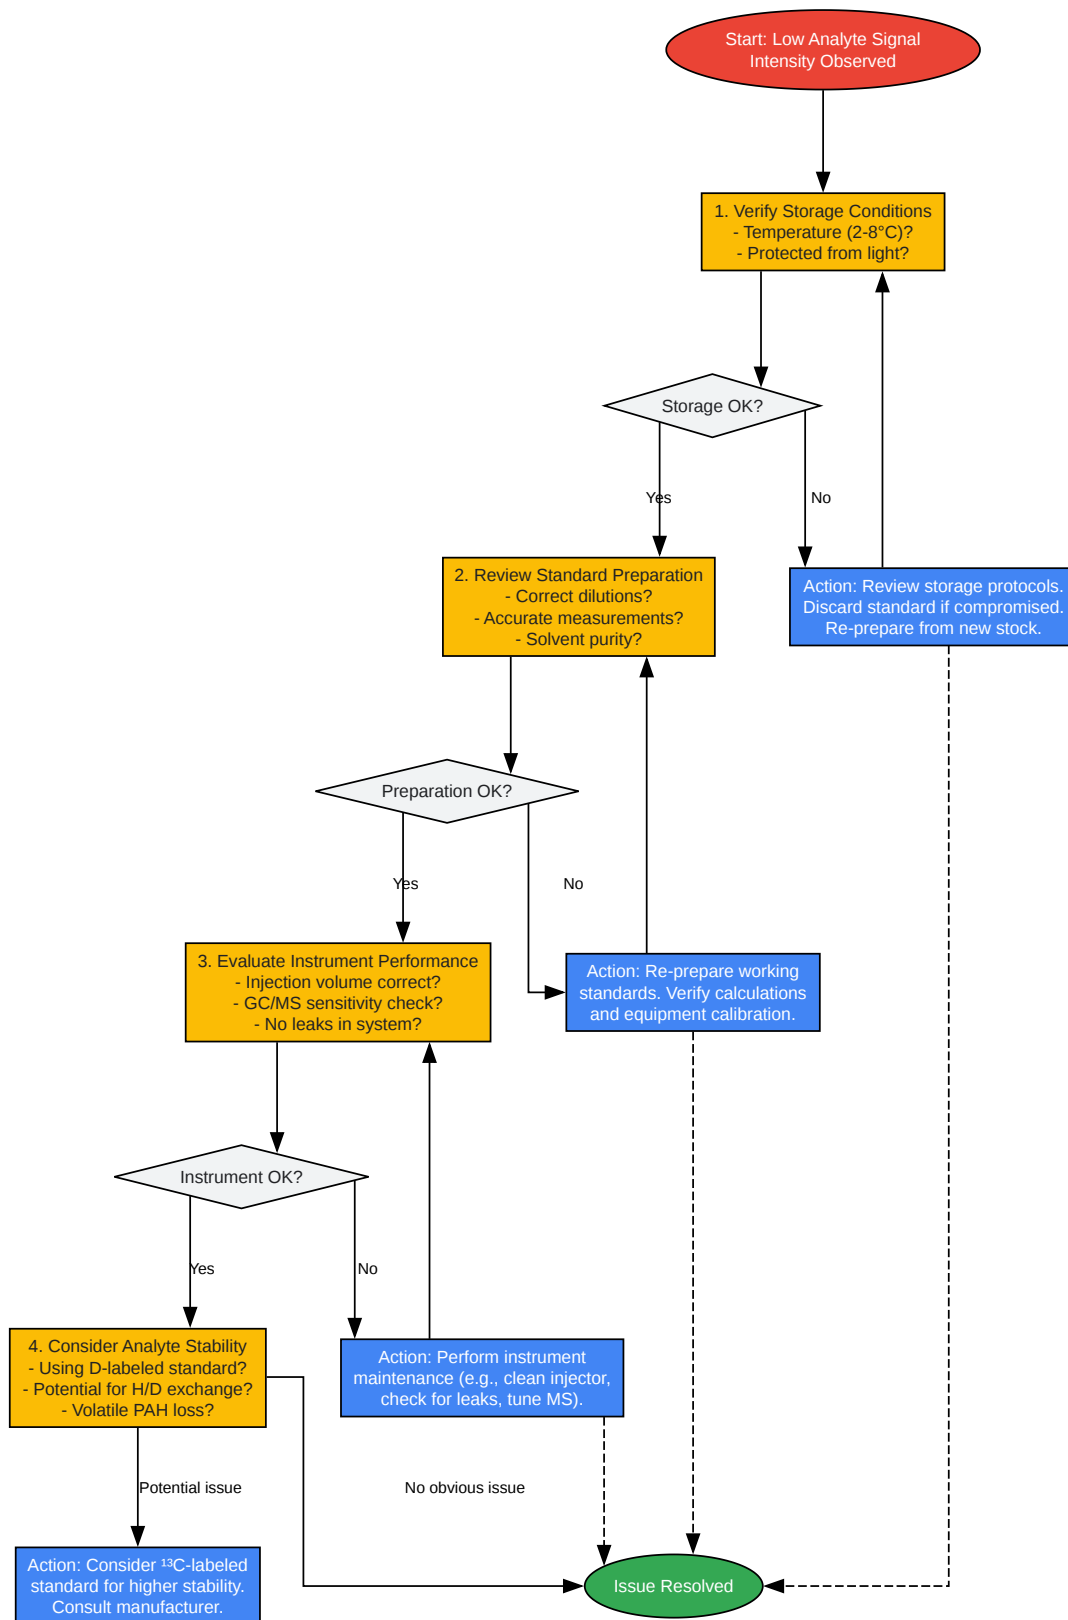 Start: Low Analyte Signal
Intensity Observed
1. Verify Storage Conditions
- Temperature (2-8°C)?
- Protected from light?
Storage OK?
Yes
No
2. Review Standard Preparation
- Correct dilutions?
- Accurate measurements?
- Solvent purity?
Action: Review storage protocols.
Discard standard if compromised.
Re-prepare from new stock.
Preparation OK?
Yes
No
3. Evaluate Instrument Performance
- Injection volume correct?
- GC/MS sensitivity check?
- No leaks in system?
Action: Re-prepare working
standards. Verify calculations
and equipment calibration.
Instrument OK?
Yes
No
4. Consider Analyte Stability
- Using D-labeled standard?
- Potential for H/D exchange?
- Volatile PAH loss?
Action: Perform instrument
maintenance (e.g., clean injector,
check for leaks, tune MS).
Potential issue
No obvious issue
Action: Consider ¹³C-labeled
standard for higher stability.
Consult manufacturer.
Issue Resolved